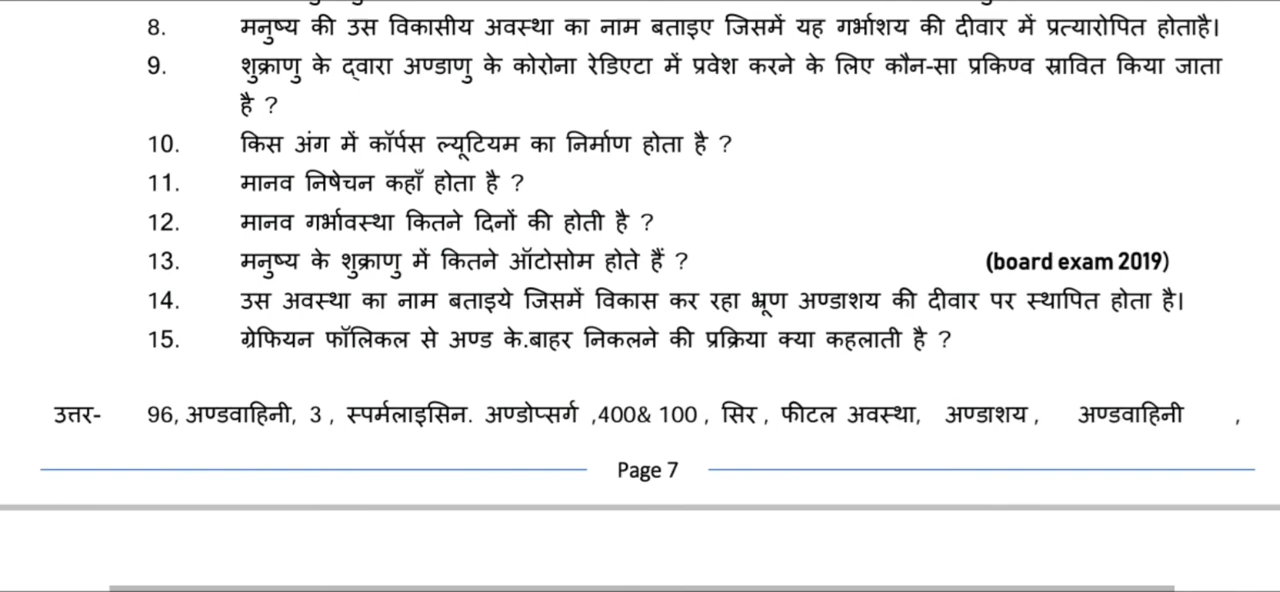 8. मनुष्य की उस विकासीय अवस्था का नाम बताइए जिसमें यह गर्भाशय की दीवार में प्रत्यारोपित होताहै।
9. शुक्राणु के द्वारा अण्डाणु के कोरोना रेडिएटा में प्रवेश करने के लिए कौन-सा प्रकिण्व स्रावित किया जाता
है ?
10. किस अंग में कॉर्पस ल्यूटियम का निर्माण होता है ?
11. मानव निषेचन कहाँ होता है ?
12. मानव गर्भावस्था कितने दिनों की होती है ?
13. मनुष्य के शुक्राणु में कितने ऑटोसोम होते हैं ? (board exam 2019)
14. उस अवस्था का नाम बताइये जिसमें विकास कर रहा भ्रूण अण्डाशय की दीवार पर स्थापित होता है।
15. ग्रेफियन फॉलिकल से अण्ड के.बाहर निकलने की प्रक्रिया क्या कहलाती है ?
उत्तर- 96, अण्डवाहिनी, 3 , स्पर्मलाइसिन. अण्डोप्सर्ग ,400& 100 , सिर , फीटल अवस्था, अण्डाशय , अण्डवाहिनी ,
Page 7